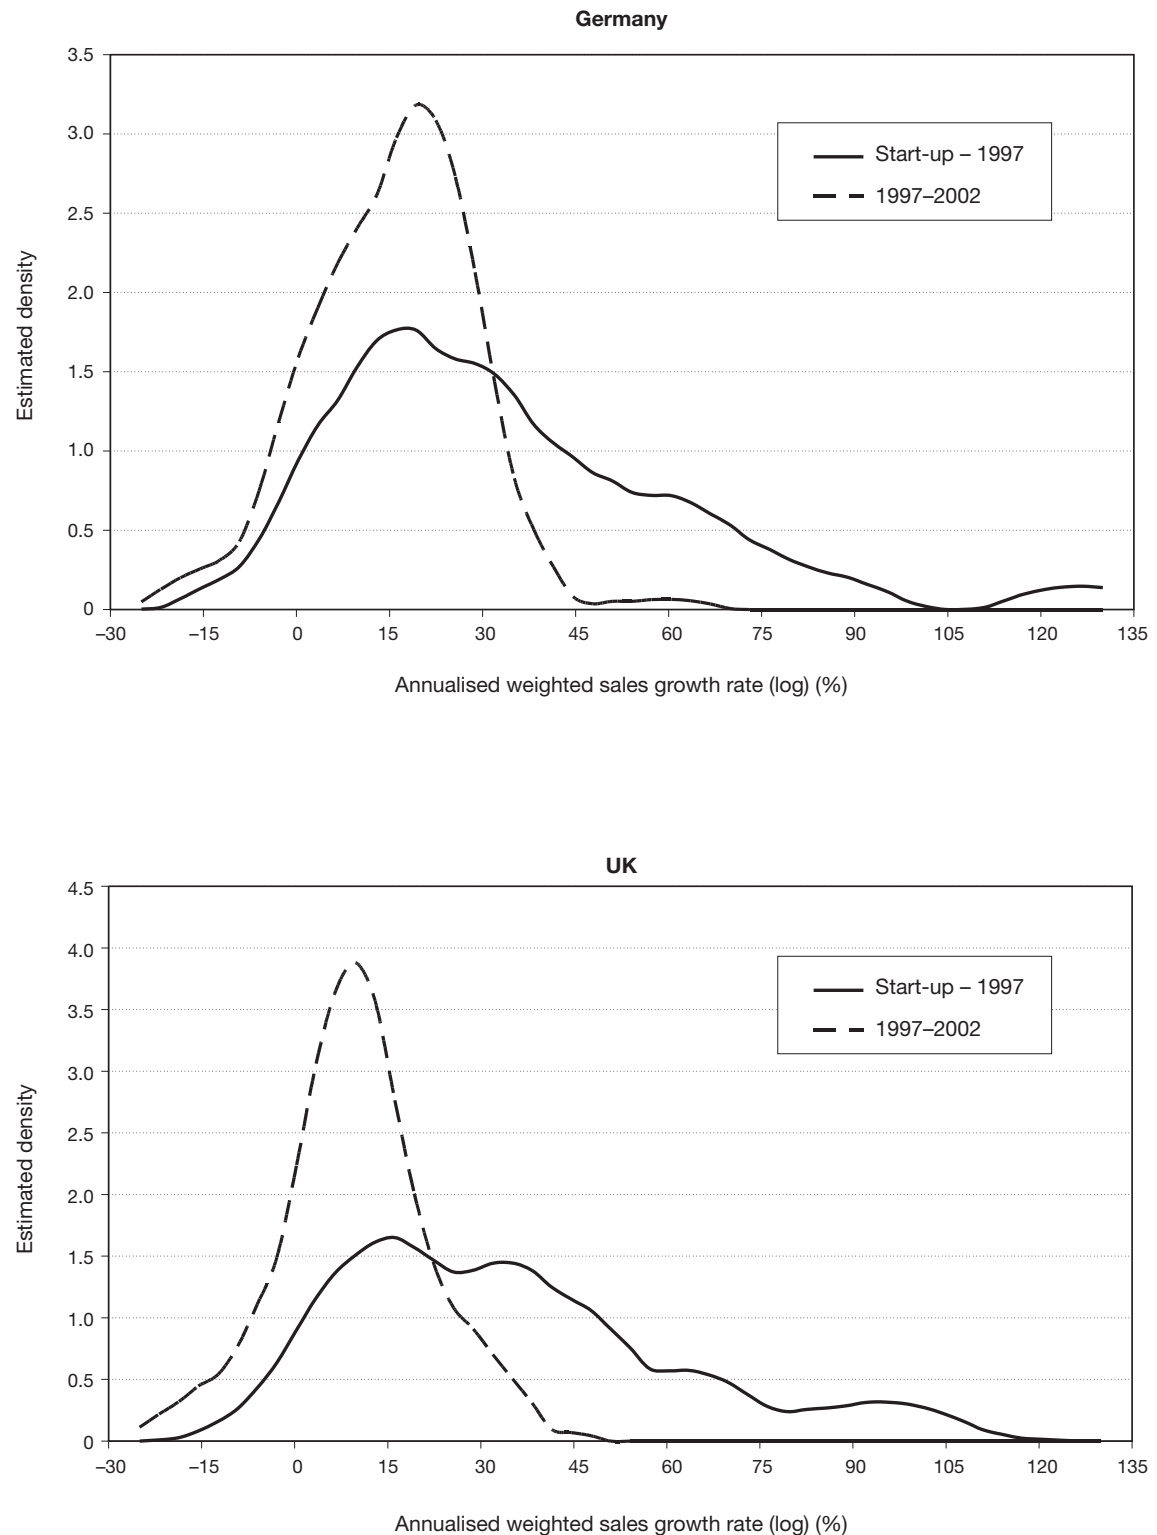 Germany
3.5
3.0
2.5
2.0
1.5
1.0
0.5
0
Estimated density
Start-up – 1997
1997–2002
–30 –15 0 15 30 45 60 75 90 105 120 135
Annualised weighted sales growth rate (log) (%)
UK
4.5
4.0
3.5
3.0
2.5
2.0
1.5
1.0
0.5
0
Estimated density
Start-up – 1997
1997–2002
–30 –15 0 15 30 45 60 75 90 105 120 135
Annualised weighted sales growth rate (log) (%)